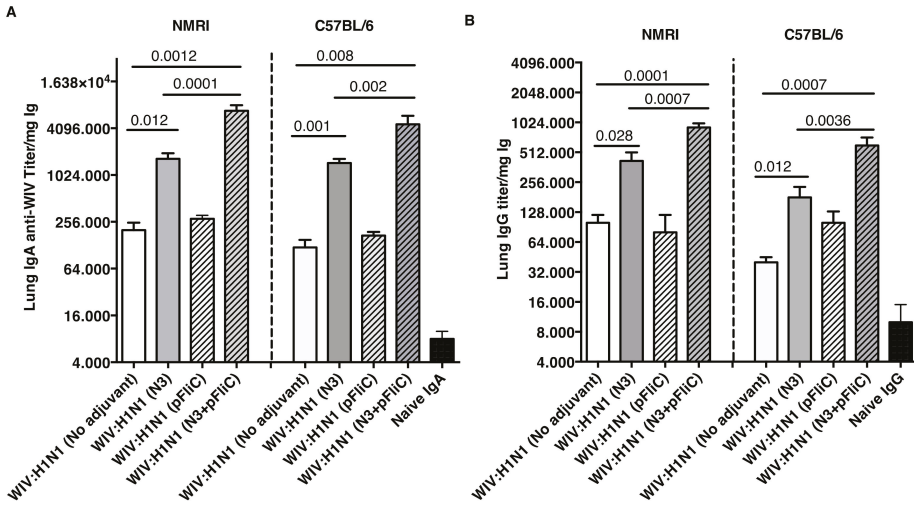 A
NMRI
C57BL/6
0.0012
0.0001
0.012
0.008
0.002
0.001
Lung IgA anti-WIV Titer/mg Ig
1.638×10⁴
4096.000
1024.000
256.000
64.000
16.000
4.000
WIV:H1N1 (No adjuvant)
WIV:H1N1 (N3)
WIV:H1N1 (pFliC)
WIV:H1N1 (N3+pFliC)
WIV:H1N1 (No adjuvant)
WIV:H1N1 (N3)
WIV:H1N1 (pFliC)
WIV:H1N1 (N3+pFliC)
Naive IgA
B
NMRI
C57BL/6
0.0001
0.0007
0.028
0.0007
0.0036
0.012
Lung IgG titer/mg Ig
4096.000
2048.000
1024.000
512.000
256.000
128.000
64.000
32.000
16.000
8.000
4.000
WIV:H1N1 (No adjuvant)
WIV:H1N1 (N3)
WIV:H1N1 (pFliC)
WIV:H1N1 (N3+pFliC)
WIV:H1N1 (No adjuvant)
WIV:H1N1 (N3)
WIV:H1N1 (pFliC)
WIV:H1N1 (N3+pFliC)
Naive IgG